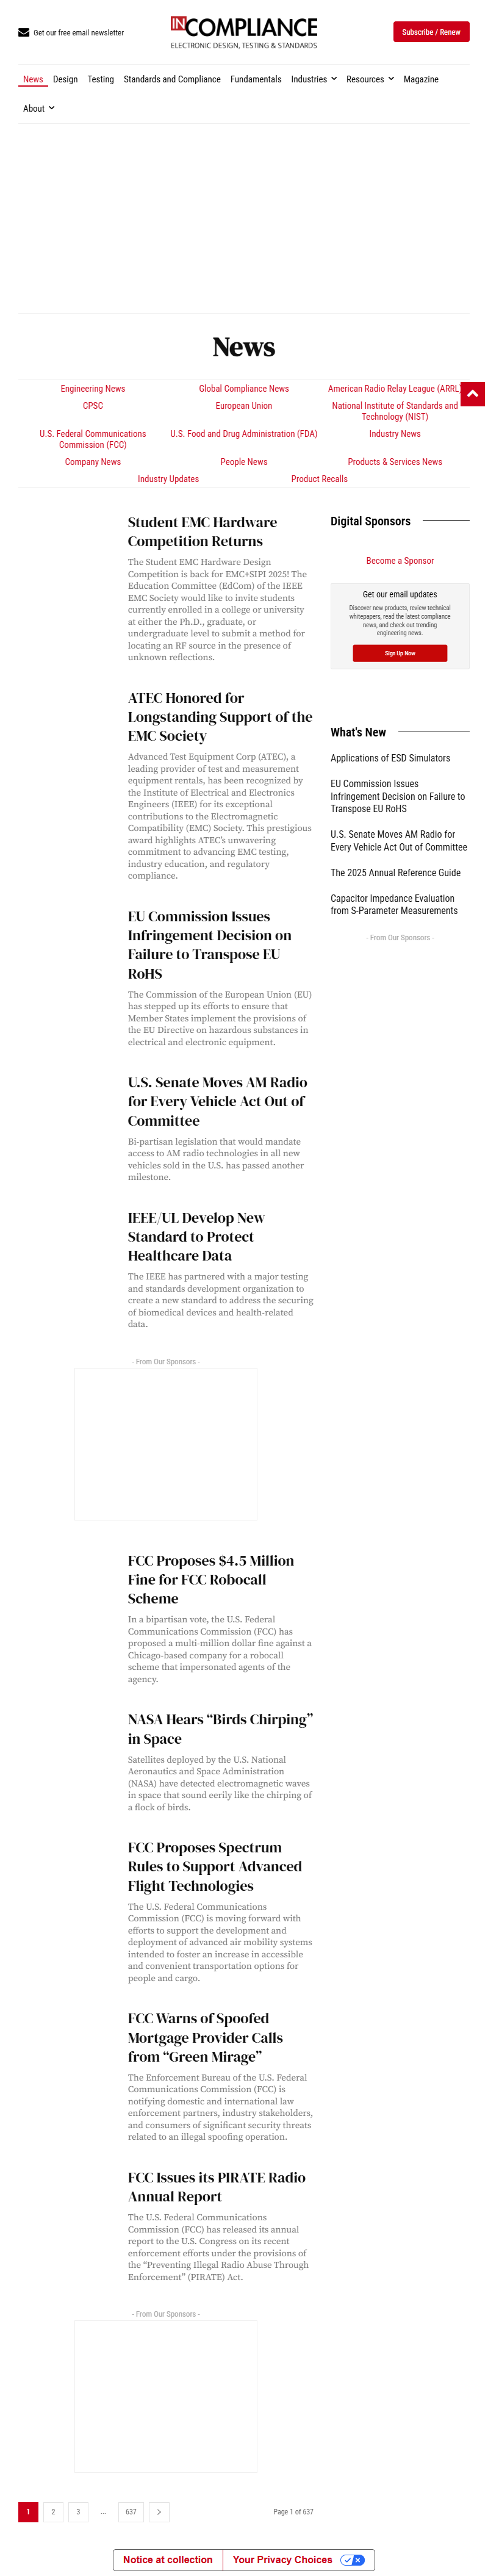 Get our free email newsletter
INCOMPLIANCE
ELECTRONIC DESIGN, TESTING & STANDARDS
Subscribe / Renew
News Design Testing Standards and Compliance Fundamentals Industries Resources Magazine
About
News
Engineering News Global Compliance News American Radio Relay League (ARRL)
CPSC European Union National Institute of Standards and
Technology (NIST)
U.S. Federal Communications
Commission (FCC)
U.S. Food and Drug Administration (FDA) Industry News
Company News People News Products & Services News
Industry Updates Product Recalls
Student EMC Hardware
Competition Returns
The Student EMC Hardware Design
Competition is back for EMC+SIPI 2025! The
Education Committee (EdCom) of the IEEE
EMC Society would like to invite students
currently enrolled in a college or university
at either the Ph.D., graduate, or
undergraduate level to submit a method for
locating an RF source in the presence of
unknown reflections.
ATEC Honored for
Longstanding Support of the
EMC Society
Advanced Test Equipment Corp (ATEC), a
leading provider of test and measurement
equipment rentals, has been recognized by
the Institute of Electrical and Electronics
Engineers (IEEE) for its exceptional
contributions to the Electromagnetic
Compatibility (EMC) Society. This prestigious
award highlights ATEC's unwavering
commitment to advancing EMC testing,
industry education, and regulatory
compliance.
EU Commission Issues
Infringement Decision on
Failure to Transpose EU
RoHS
The Commission of the European Union (EU)
has stepped up its efforts to ensure that
Member States implement the provisions of
the EU Directive on hazardous substances in
electrical and electronic equipment.
U.S. Senate Moves AM Radio
for Every Vehicle Act Out of
Committee
Bi-partisan legislation that would mandate
access to AM radio technologies in all new
vehicles sold in the U.S. has passed another
milestone.
IEEE/UL Develop New
Standard to Protect
Healthcare Data
The IEEE has partnered with a major testing
and standards development organization to
create a new standard to address the securing
of biomedical devices and health-related
data.
- From Our Sponsors -
FCC Proposes $4.5 Million
Fine for FCC Robocall
Scheme
In a bipartisan vote, the U.S. Federal
Communications Commission (FCC) has
proposed a multi-million dollar fine against a
Chicago-based company for a robocall
scheme that impersonated agents of the
agency.
NASA Hears “Birds Chirping”
in Space
Satellites deployed by the U.S. National
Aeronautics and Space Administration
(NASA) have detected electromagnetic waves
in space that sound eerily like the chirping of
a flock of birds.
FCC Proposes Spectrum
Rules to Support Advanced
Flight Technologies
The U.S. Federal Communications
Commission (FCC) is moving forward with
efforts to support the development and
deployment of advanced air mobility systems
intended to foster an increase in accessible
and convenient transportation options for
people and cargo.
FCC Warns of Spoofed
Mortgage Provider Calls
from “Green Mirage”
The Enforcement Bureau of the U.S. Federal
Communications Commission (FCC) is
notifying domestic and international law
enforcement partners, industry stakeholders,
and consumers of significant security threats
related to an illegal spoofing operation.
FCC Issues its PIRATE Radio
Annual Report
The U.S. Federal Communications
Commission (FCC) has released its annual
report to the U.S. Congress on its recent
enforcement efforts under the provisions of
the “Preventing Illegal Radio Abuse Through
Enforcement” (PIRATE) Act.
- From Our Sponsors -
1 2 3 ... 637 Page 1 of 637
Digital Sponsors
Become a Sponsor
Get our email updates
Discover new products, review technical
whitepapers, read the latest compliance
news, and check out trending
engineering news.
Sign Up Now
What's New
Applications of ESD Simulators
EU Commission Issues
Infringement Decision on Failure to
Transpose EU RoHS
U.S. Senate Moves AM Radio for
Every Vehicle Act Out of Committee
The 2025 Annual Reference Guide
Capacitor Impedance Evaluation
from S-Parameter Measurements
- From Our Sponsors -
Notice at collection Your Privacy Choices